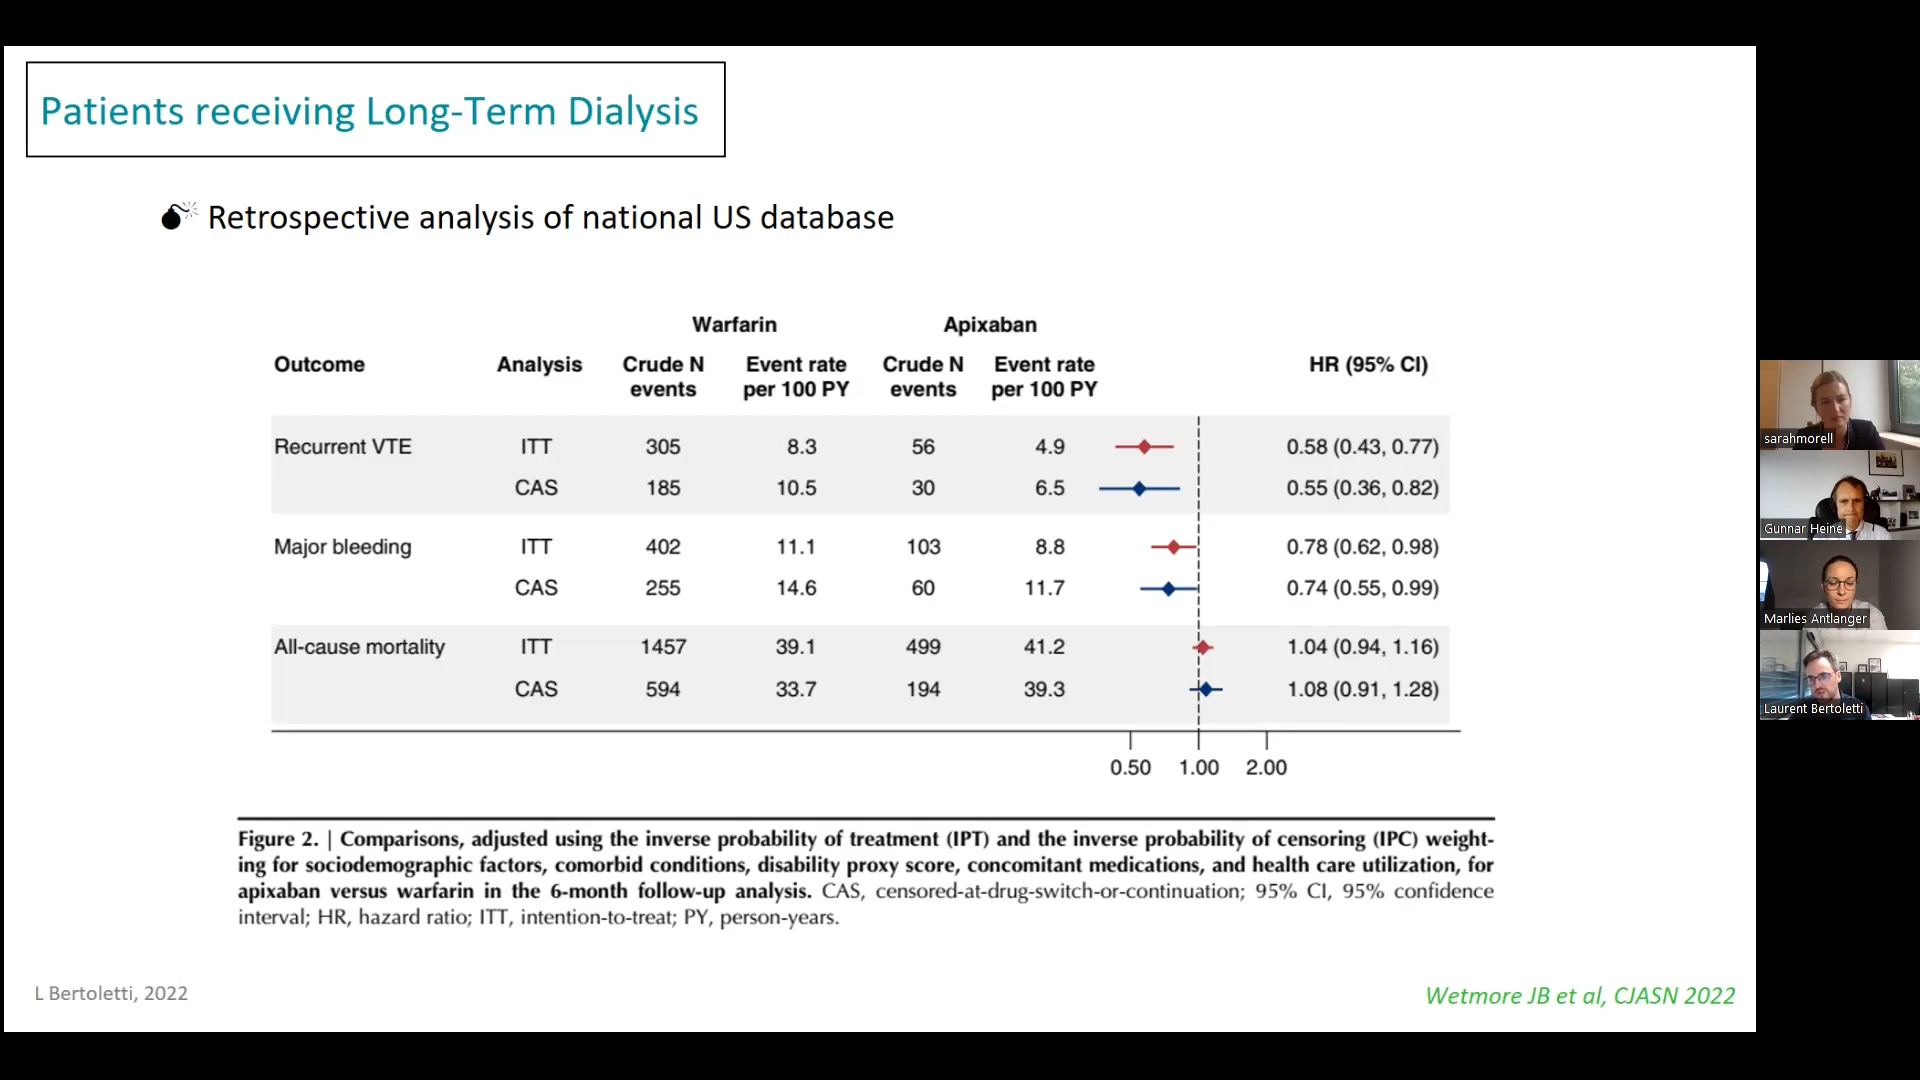 Patients receiving Long-Term Dialysis
Retrospective analysis of national US database
Warfarin Apixaban
Outcome Analysis Crude N events Event rate per 100 PY Crude N events Event rate per 100 PY HR (95% CI)
Recurrent VTE ITT 305 8.3 56 4.9 0.58 (0.43, 0.77)
CAS 185 10.5 30 6.5 0.55 (0.36, 0.82)
Major bleeding ITT 402 11.1 103 8.8 0.78 (0.62, 0.98)
CAS 255 14.6 60 11.7 0.74 (0.55, 0.99)
All-cause mortality ITT 1457 39.1 499 41.2 1.04 (0.94, 1.16)
CAS 594 33.7 194 39.3 1.08 (0.91, 1.28)
0.50 1.00 2.00
Figure 2. | Comparisons, adjusted using the inverse probability of treatment (IPT) and the inverse probability of censoring (IPC) weight-
ing for sociodemographic factors, comorbid conditions, disability proxy score, concomitant medications, and health care utilization, for
apixaban versus warfarin in the 6-month follow-up analysis. CAS, censored-at-drug-switch-or-continuation; 95% CI, 95% confidence
interval; HR, hazard ratio; ITT, intention-to-treat; PY, person-years.
L Bertoletti, 2022
Wetmore JB et al, CJASN 2022
sarahmorell
Gunnar Heine
Marlies Antlanger
Laurent Bertoletti